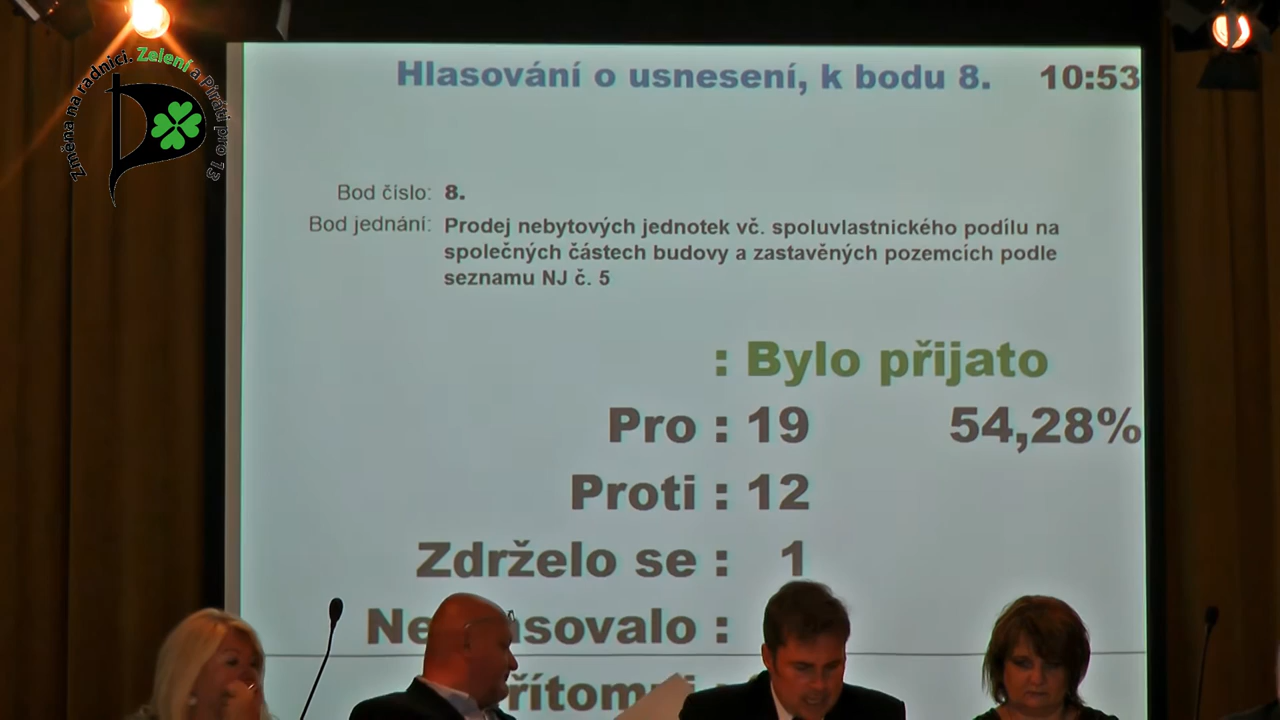 Změna na radnici. Zelení a Piráti pro 13
Hlasování o usnesení, k bodu 8. 10:53
Bod číslo: 8.
Bod jednání: Prodej nebytových jednotek vč. spoluvlastnického podílu na
společných částech budovy a zastavěných pozemcích podle
seznamu NJ č. 5
: Bylo přijato
Pro : 19 54,28%
Proti : 12
Zdrželo se : 1